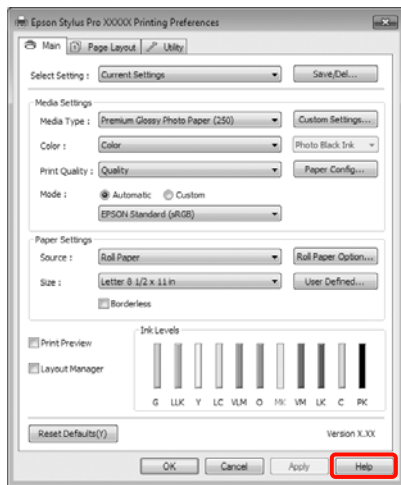 Epson Stylus Pro XXXXX Printing Preferences
Main Page Layout Utility
Select Setting : Current Settings Save/Del...
Media Settings
Media Type : Premium Glossy Photo Paper (250) Custom Settings...
Color : Color Photo Black Ink
Print Quality : Quality Paper Config...
Mode : Automatic Custom
EPSON Standard (sRGB)
Paper Settings
Source : Roll Paper Roll Paper Option...
Size : Letter 8 1/2 x 11 in User Defined...
Borderless
Print Preview
Layout Manager
Ink Levels
G LLK Y LC VLM O MK VM LK C PK
Reset Defaults(Y) Version X.XX
OK Cancel Apply Help